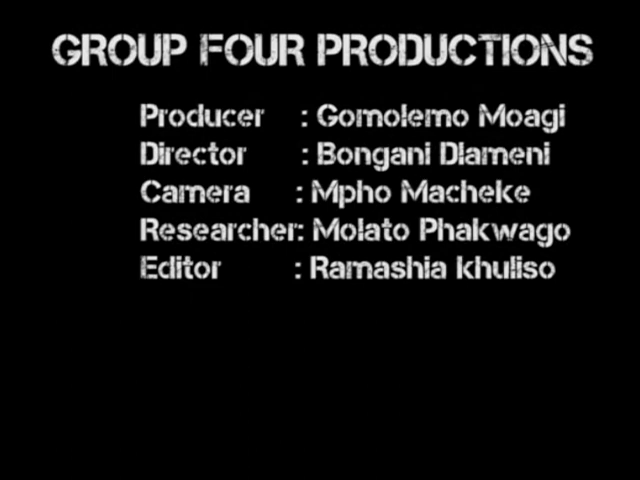 GROUP FOUR PRODUCTIONS
Producer : Gomolemo Moagi
Director : Bongani Dlameni
Camera : Mpho Macheke
Researcher: Molato Phakwago
Editor : Ramashia khuliso